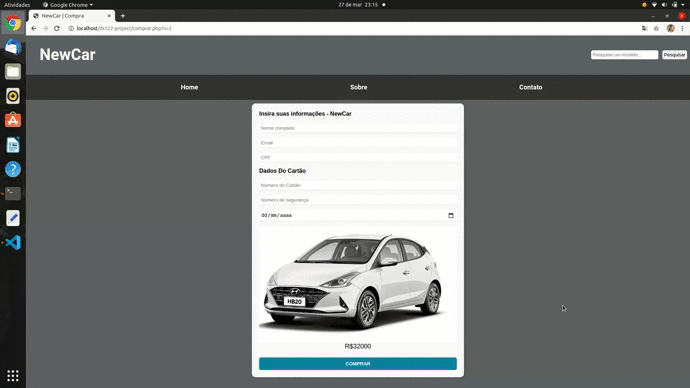 Atividades
Google Chrome
27 de mar 23:15
NewCar | Compra
localhost/ds122-project/comprar.php?n=2
NewCar
Pesquise um modelo...
Pesquisar
Home
Sobre
Contato
Insira suas informações - NewCar
Nome completo
Email
CPF
Dados Do Cartão
Número do Cartão
Número de segurança
dd/mm/aaaa
HB20
R$32000
COMPRAR